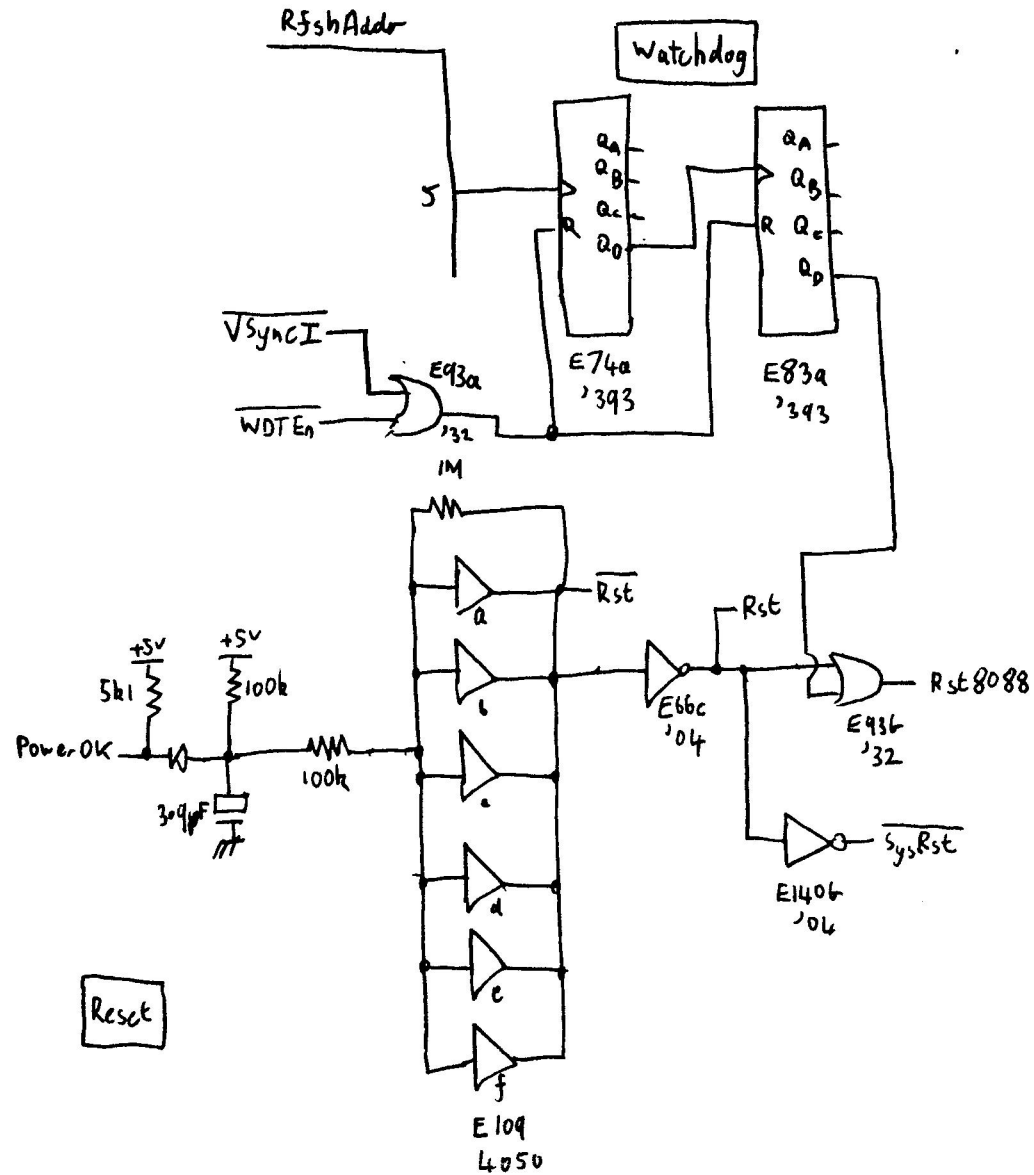 RfshAddr
Watchdog
5
QA
QB
Qc
QD
R
QA
QB
Qc
QD
R
VSyncI
WDTEn
E93a
'32
E74a
'393
E83a
'393
1M
a
Rst
b
c
d
e
f
E109
4050
+5v
5k1
+5v
100k
PowerOK
100k
Rst
E66c
'04
Rst8088
E93b
'32
SysRst
E140b
'04
Reset